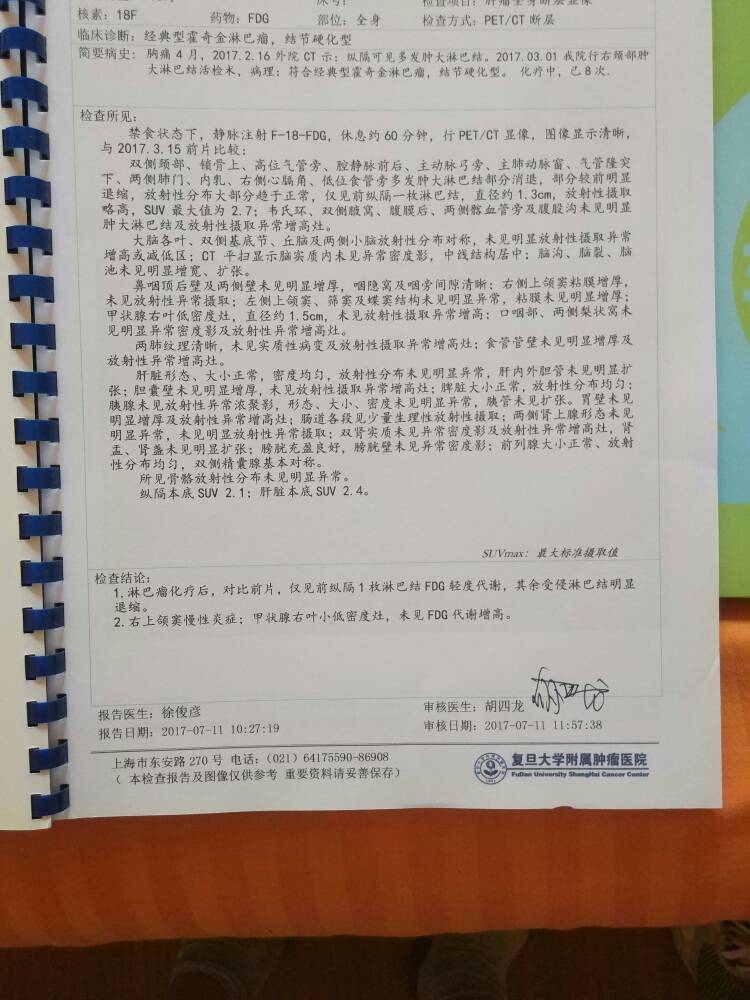 核素：18F 药物：FDG 部位：全身 检查方式：PET/CT 断层
临床诊断：经典型霍奇金淋巴瘤，结节硬化型
简要病史：胸痛 4 月，2017.2.16 外院 CT 示：纵隔可见多发肿大淋巴结。2017.03.01 我院行右颈部肿
大淋巴结活检术，病理：符合经典型霍奇金淋巴瘤，结节硬化型。 化疗中，已 8 次.
检查所见：
禁食状态下，静脉注射 F-18-FDG，休息约 60 分钟，行 PET/CT 显像，图像显示清晰，
与 2017.3.15 前片比较：
双侧颈部、锁骨上、高位气管旁、腔静脉前后、主动脉弓旁、主肺动脉窗、气管隆突
下、两侧肺门、内乳、右侧心膈角、低位食管旁多发肿大淋巴结部分消退，部分较前明显
退缩，放射性分布大部分趋于正常，仅见前纵隔一枚淋巴结，直径约 1.3cm，放射性摄取
略高，SUV 最大值为 2.7；韦氏环、双侧腋窝、腹膜后、两侧髂血管旁及腹股沟未见明显
肿大淋巴结及放射性摄取异常增高灶。
大脑各叶、双侧基底节、丘脑及两侧小脑放射性分布对称，未见明显放射性摄取异常
增高或减低区；CT 平扫显示脑实质内未见异常密度影，中线结构居中；脑沟、脑裂、脑
池未见明显增宽、扩张。
鼻咽顶后壁及两侧壁未见明显增厚，咽隐窝及咽旁间隙清晰；右侧上颌窦粘膜增厚，
未见放射性异常摄取；左侧上颌窦、筛窦及蝶窦结构未见明显异常，粘膜未见明显增厚；
甲状腺右叶低密度灶，直径约 1.5cm，未见放射性摄取异常增高；口咽部、两侧梨状窝未
见明显异常密度影及放射性异常增高灶。
两肺纹理清晰，未见实质性病变及放射性摄取异常增高灶；食管管壁未见明显增厚及
放射性异常增高灶。
肝脏形态、大小正常，密度均匀，放射性分布未见明显异常，肝内外胆管未见明显扩
张；胆囊壁未见明显增厚，未见放射性摄取异常增高灶；脾脏大小正常，放射性分布均匀；
胰腺未见放射性异常浓聚影，形态、大小、密度未见明显异常，胰管未见扩张。胃壁未见
明显增厚及放射性异常增高灶；肠道各段见少量生理性放射性摄取；两侧肾上腺形态未见
明显异常，未见明显放射性异常摄取；双肾实质未见异常密度影及放射性异常增高灶，肾
盂、肾盏未见明显扩张；膀胱充盈良好，膀胱壁未见异常密度影；前列腺大小正常、放射
性分布均匀，双侧精囊腺基本对称。
所见骨骼放射性分布未见明显异常。
纵隔本底 SUV 2.1；肝脏本底 SUV 2.4。
SUVmax：最大标准摄取值
检查结论：
1.淋巴瘤化疗后，对比前片，仅见前纵隔 1 枚淋巴结 FDG 轻度代谢，其余受侵淋巴结明显
退缩。
2.右上颌窦慢性炎症；甲状腺右叶小低密度灶，未见 FDG 代谢增高。
报告医生：徐俊彦 审核医生：胡四龙
报告日期：2017-07-11 10:27:19 审核日期：2017-07-11 11:57:38
上海市东安路 270 号 电话：（021）64175590-86908
（ 本检查报告及图像仅供参考 重要资料请妥善保存）
复旦大学附属肿瘤医院
FuDan University ShangHai Cancer Center